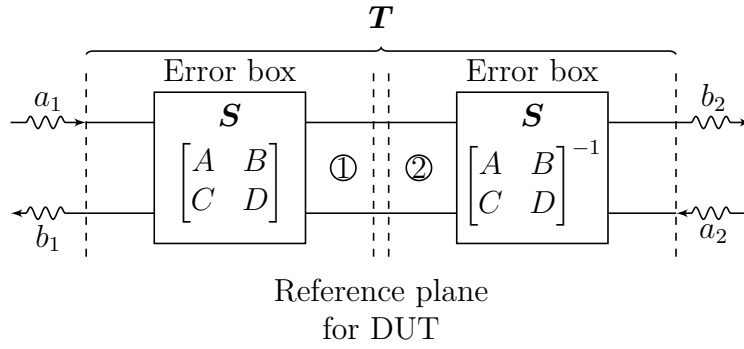 T
Error box Error box
a₁ b₂
S S
[A B] [A B]⁻¹
[C D] [C D]
① ②
b₁ a₂
Reference plane
for DUT